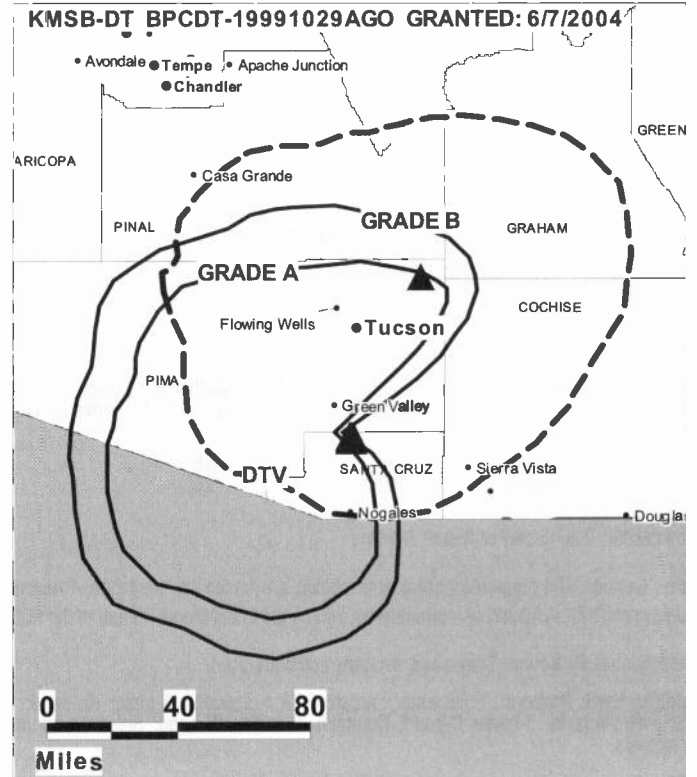 KMSB-DT BPCDT-19991029AGO GRANTED: 6/7/2004
Avondale
Tempe
Apache Junction
Chandler
GREEN
ARICOPA
Casa Grande
PINAL
GRADE B
GRAHAM
GRADE A
COCHISE
Flowing Wells
Tucson
PIMA
Green Valley
DTV
SANTA CRUZ
Sierra Vista
Nogales
Douglas
0 40 80
Miles